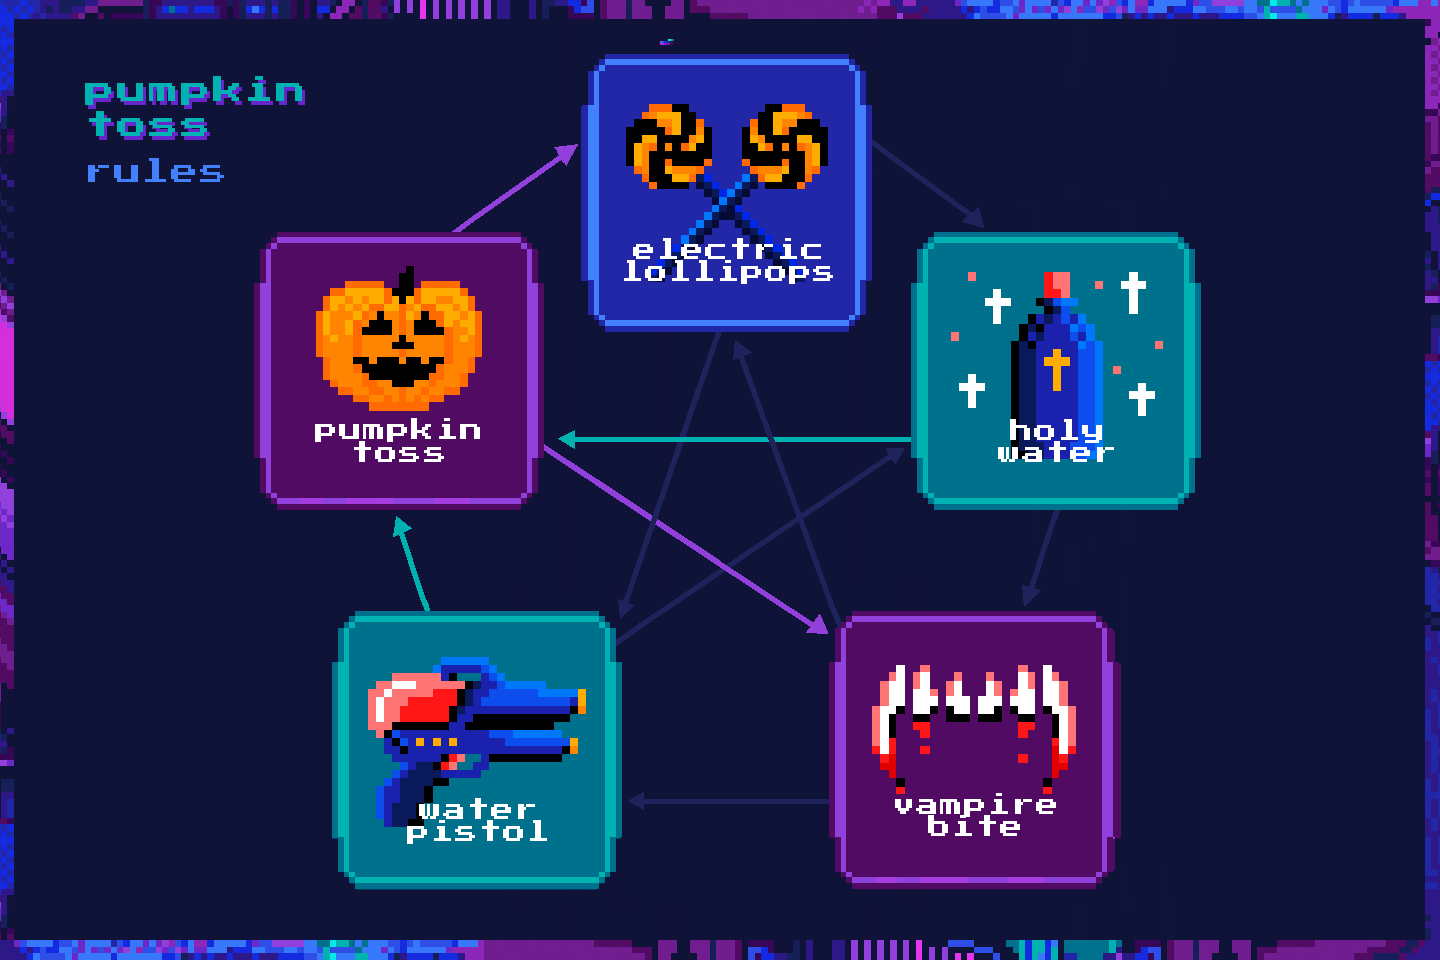 pumpkin
toss
rules
electric
lollipops
pumpkin
toss
holy
water
water
pistol
vampire
bite